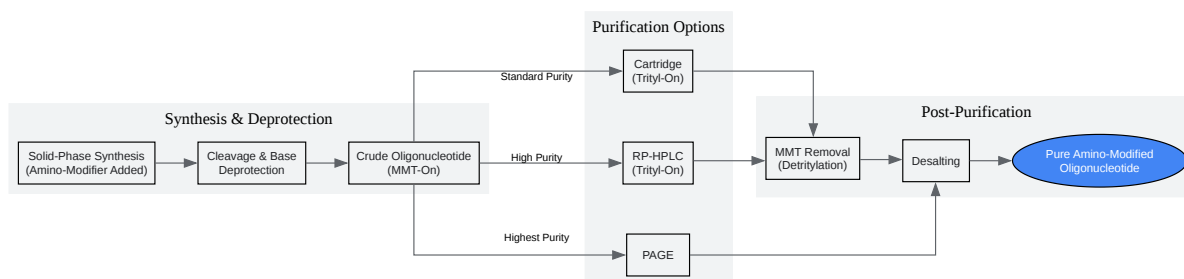 Purification Options
Standard Purity
Cartridge
(Trityl-On)
Synthesis & Deprotection
Post-Purification
Solid-Phase Synthesis
(Amino-Modifier Added)
Cleavage & Base
Deprotection
Crude Oligonucleotide
(MMT-On)
High Purity
RP-HPLC
(Trityl-On)
MMT Removal
(Detritylation)
Desalting
Pure Amino-Modified
Oligonucleotide
Highest Purity
PAGE